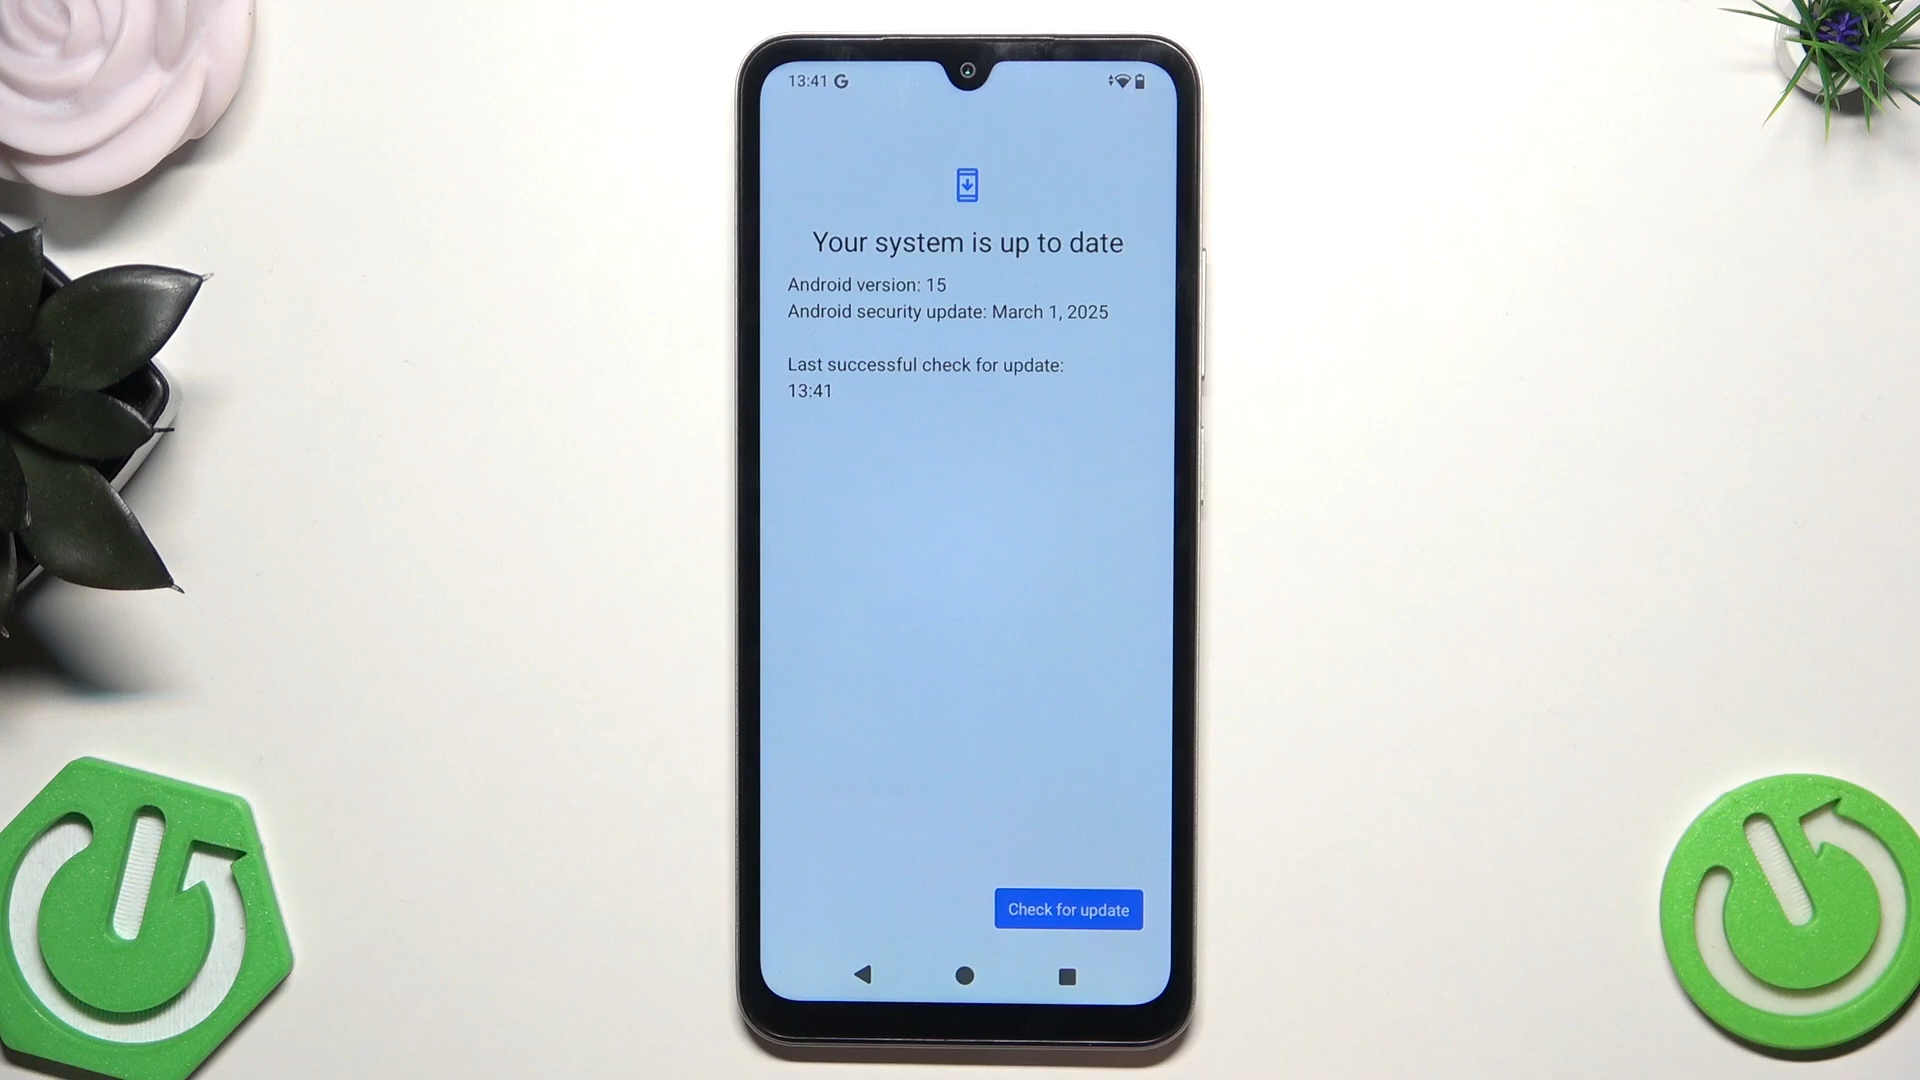 13:41
Your system is up to date
Android version: 15
Android security update: March 1, 2025
Last successful check for update:
13:41
Check for update